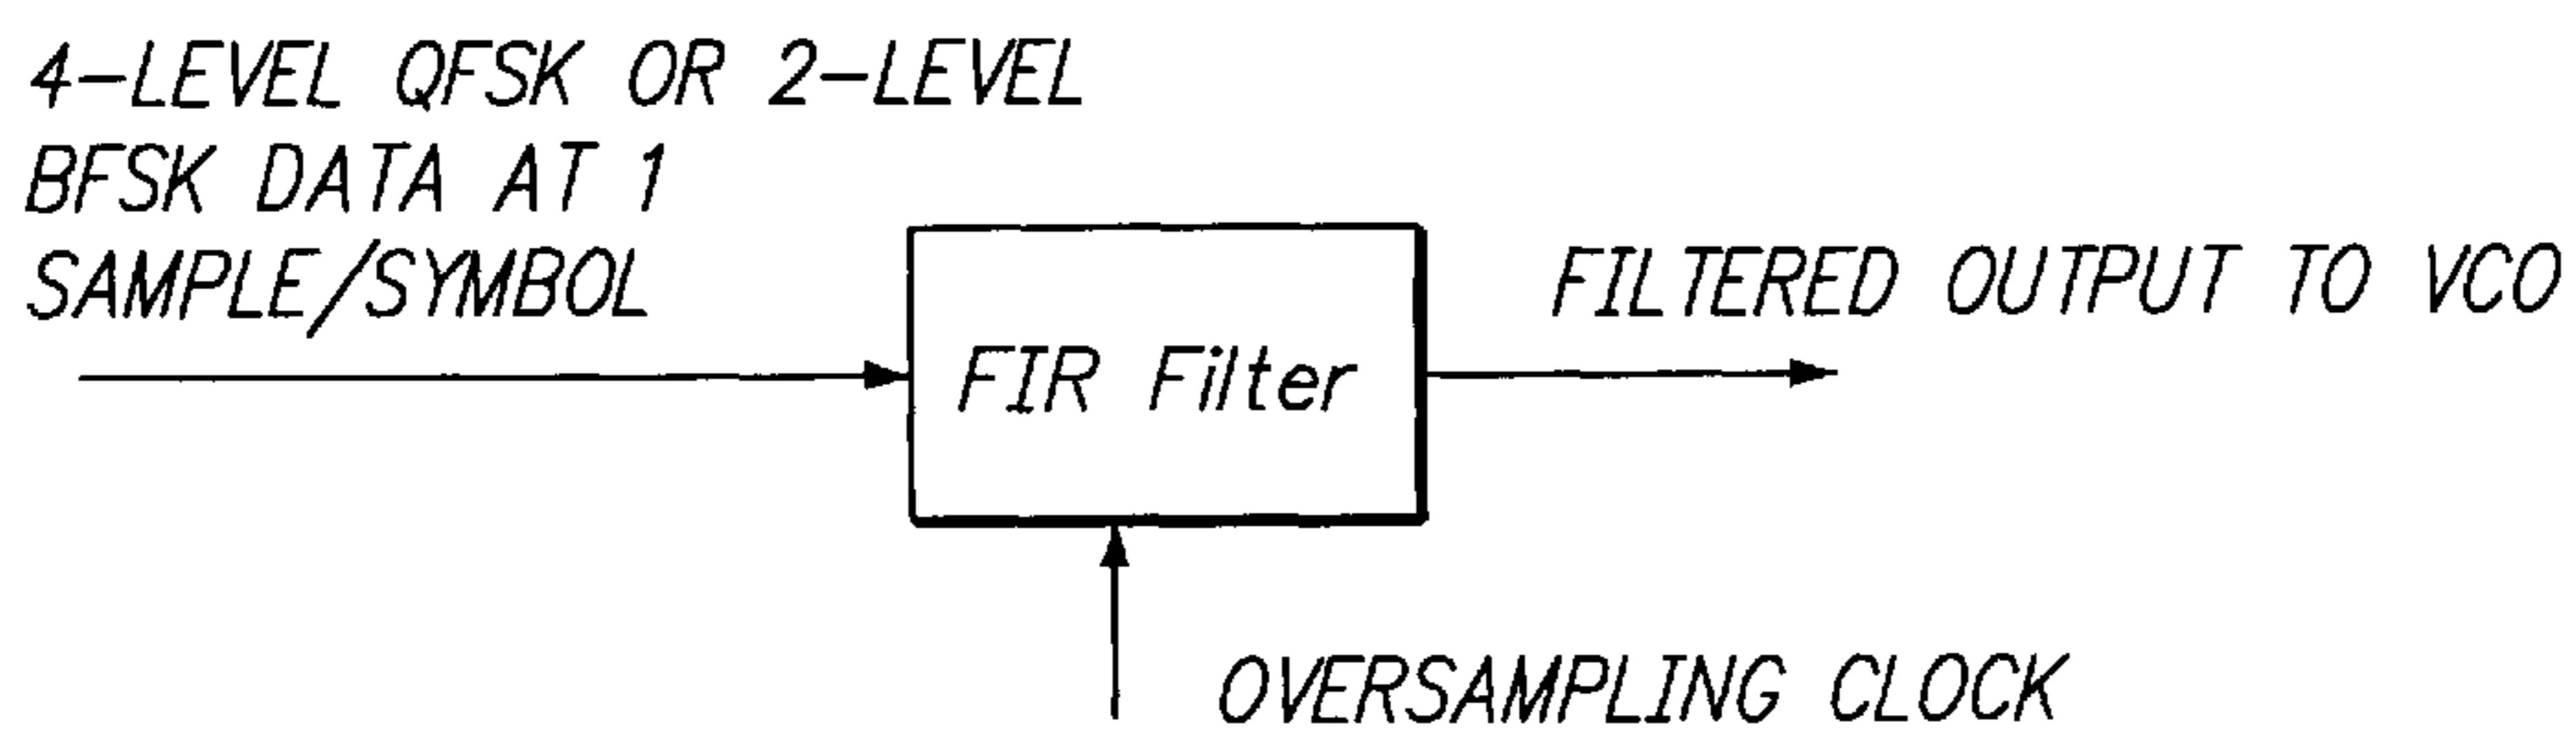 4-LEVEL QFSK OR 2-LEVEL
BFSK DATA AT 1
SAMPLE/SYMBOL
FIR Filter
FILTERED OUTPUT TO VCO
OVERSAMPLING CLOCK